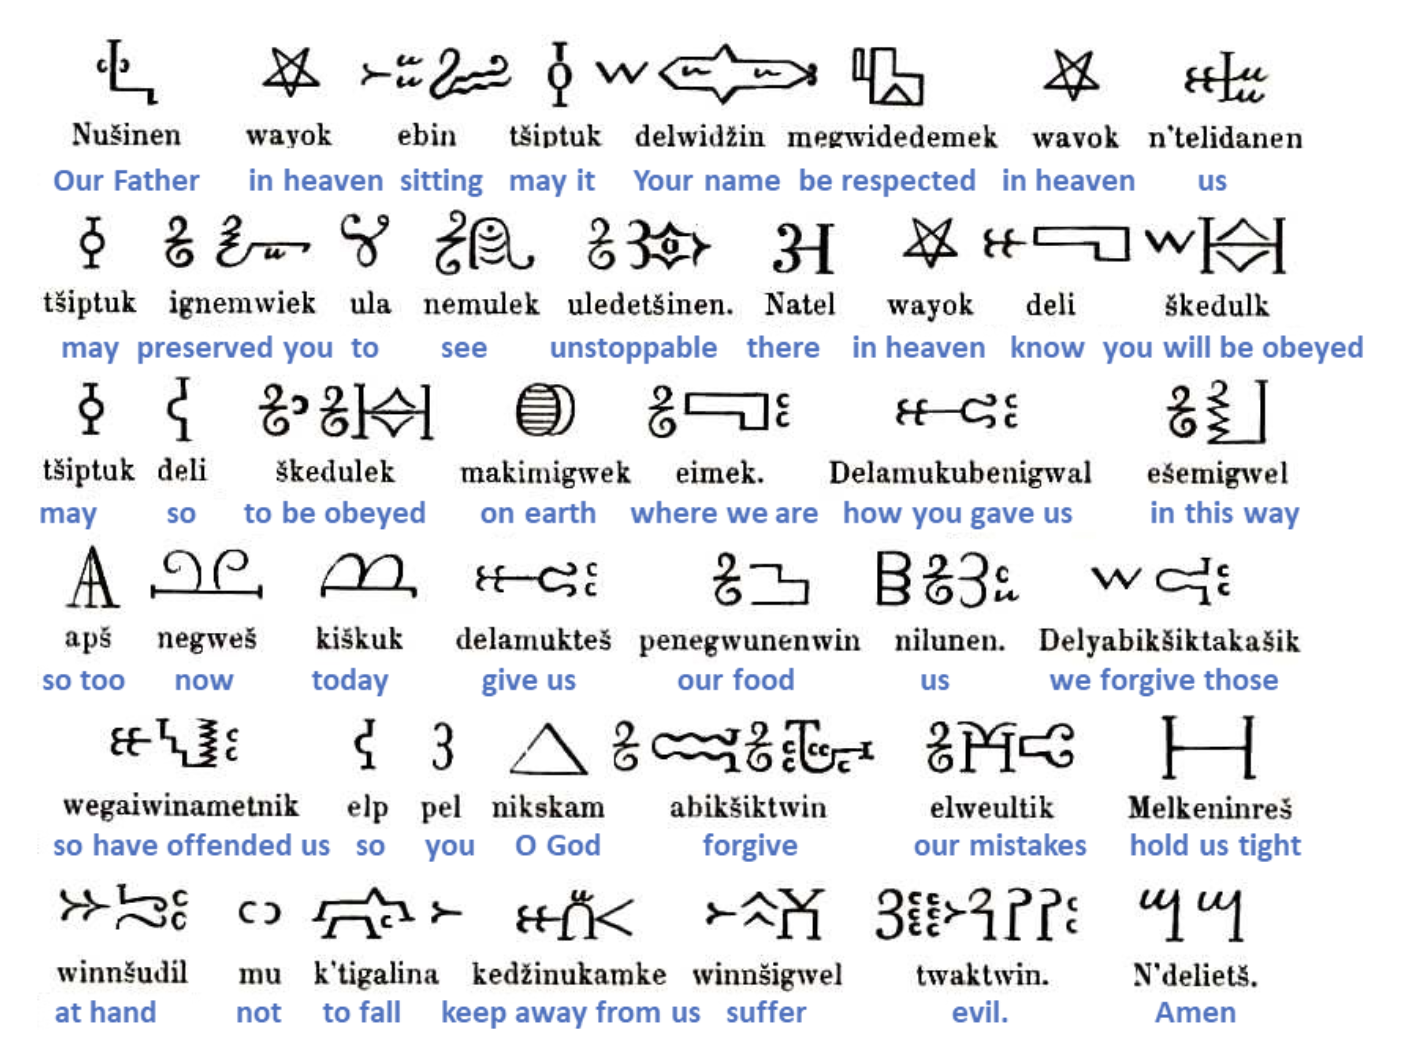 Nušinen wayok ebin tšiptuk delwidžin megwidedemek wavok n'telidanen
Our Father in heaven sitting may it Your name be respected in heaven us
tšiptuk ignemwiek ula nemulek uledetšinen. Natel wayok deli škedulk
may preserved you to see unstoppable there in heaven know you will be obeyed
tšiptuk deli škedulek makimigwek eimek. Delamukubenigwal ešemigwel
may so to be obeyed on earth where we are how you gave us in this way
apš negweš kiškuk delamukteš penegwunenwin nilunen. Delyabikšiktakašik
so too now today give us our food us we forgive those
wegaiwinametnik elp pel nikskam abikšiktwin elweultik Melkeninreš
so have offended us so you O God forgive our mistakes hold us tight
winnšudil mu k'tigalina kedžinukamke winnšigwel twaktwin. N'delietš.
at hand not to fall keep away from us suffer evil. Amen